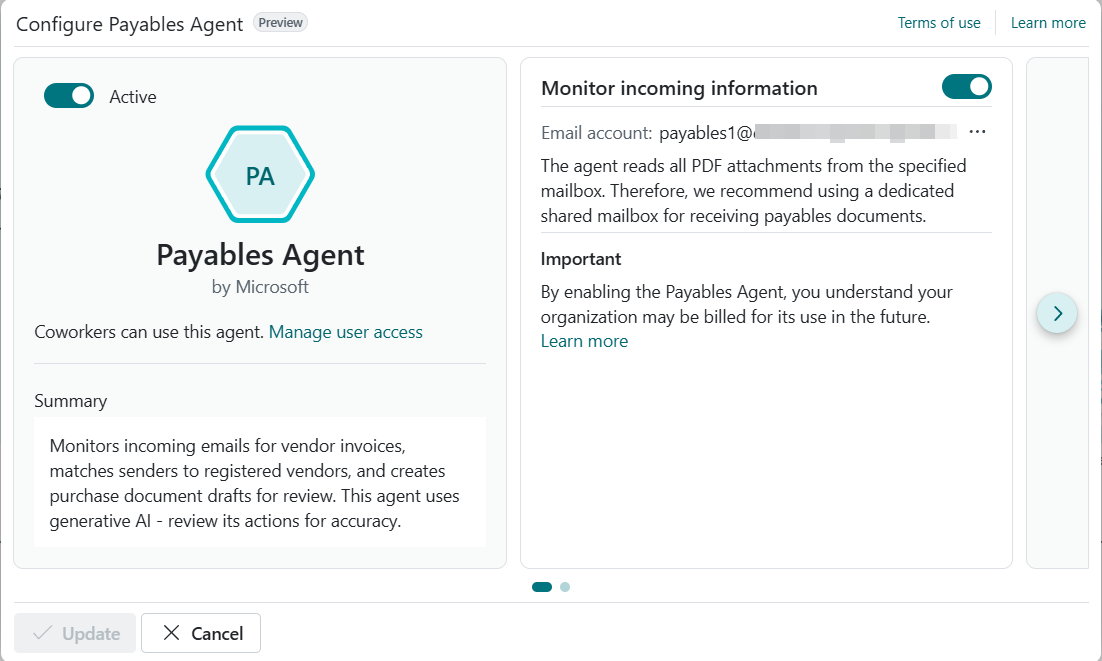 Configure Payables Agent Preview
Terms of use
Learn more
Active
PA
Payables Agent
by Microsoft
Coworkers can use this agent. Manage user access
Summary
Monitors incoming emails for vendor invoices,
matches senders to registered vendors, and creates
purchase document drafts for review. This agent uses
generative AI - review its actions for accuracy.
Monitor incoming information
Email account: payables1@
The agent reads all PDF attachments from the specified
mailbox. Therefore, we recommend using a dedicated
shared mailbox for receiving payables documents.
Important
By enabling the Payables Agent, you understand your
organization may be billed for its use in the future.
Learn more
Update
Cancel